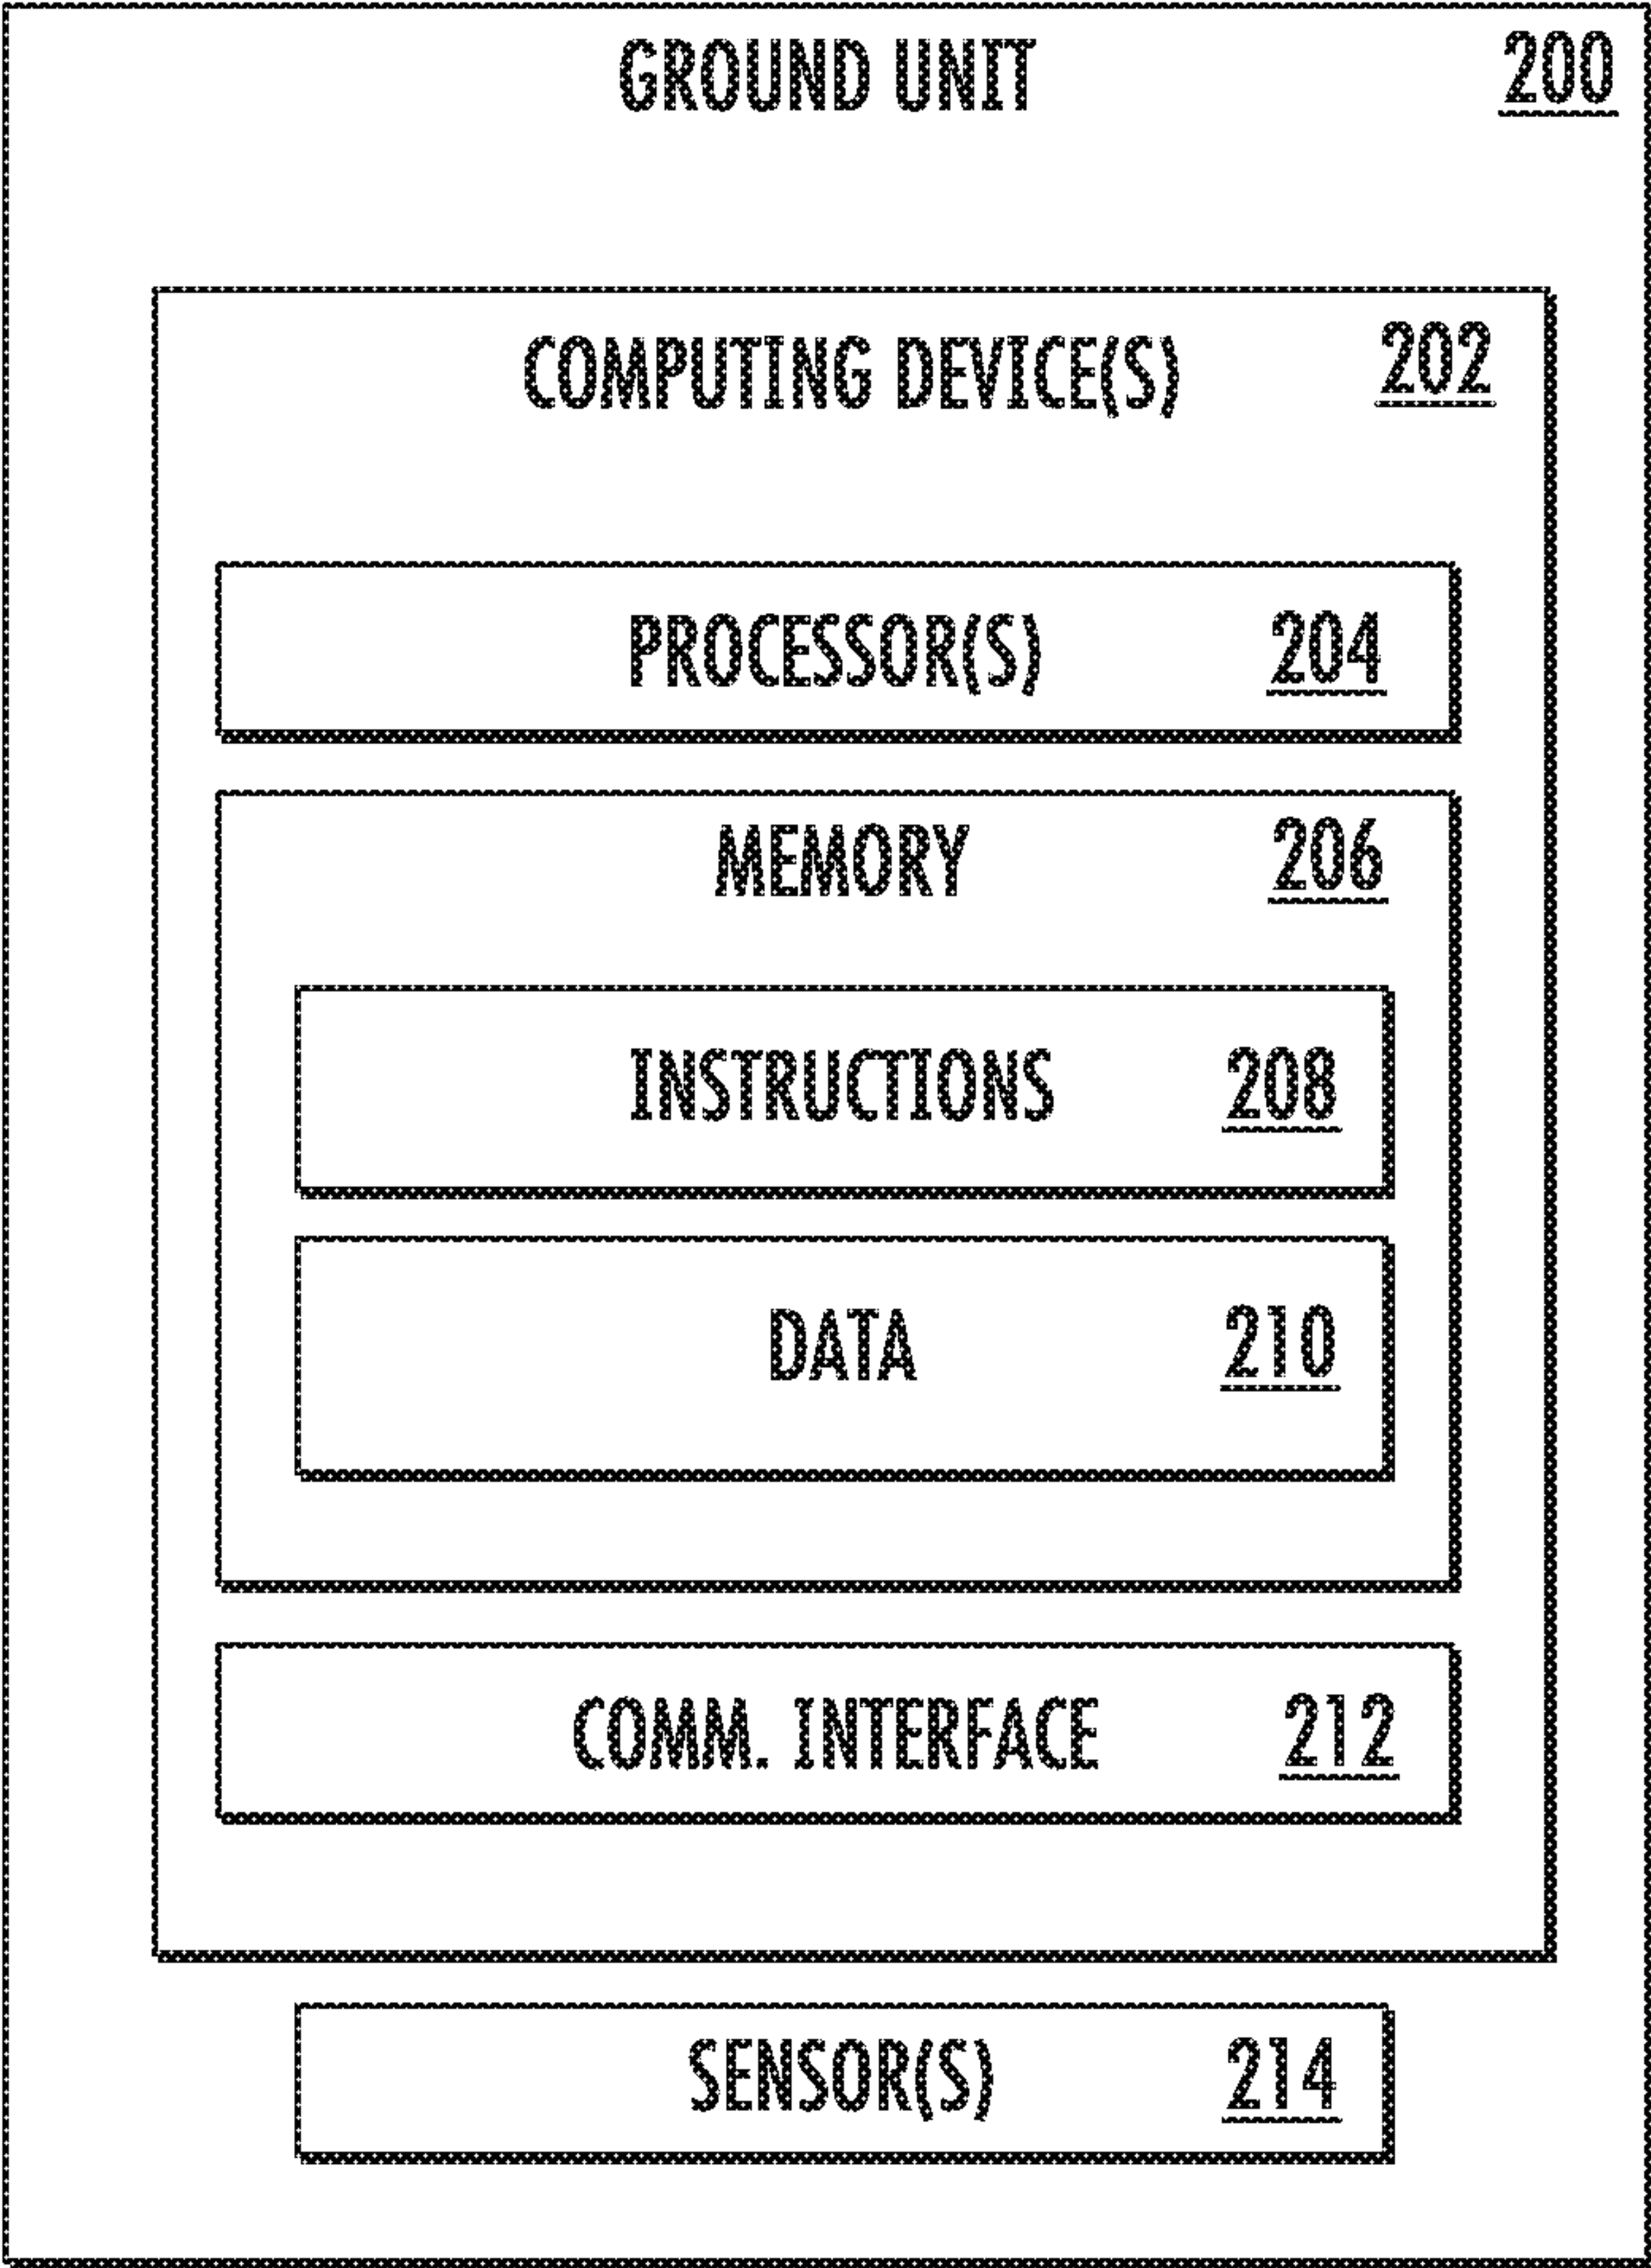 GROUND UNIT 200
COMPUTING DEVICE(S) 202
PROCESSOR(S) 204
MEMORY 206
INSTRUCTIONS 208
DATA 210
COMM. INTERFACE 212
SENSOR(S) 214